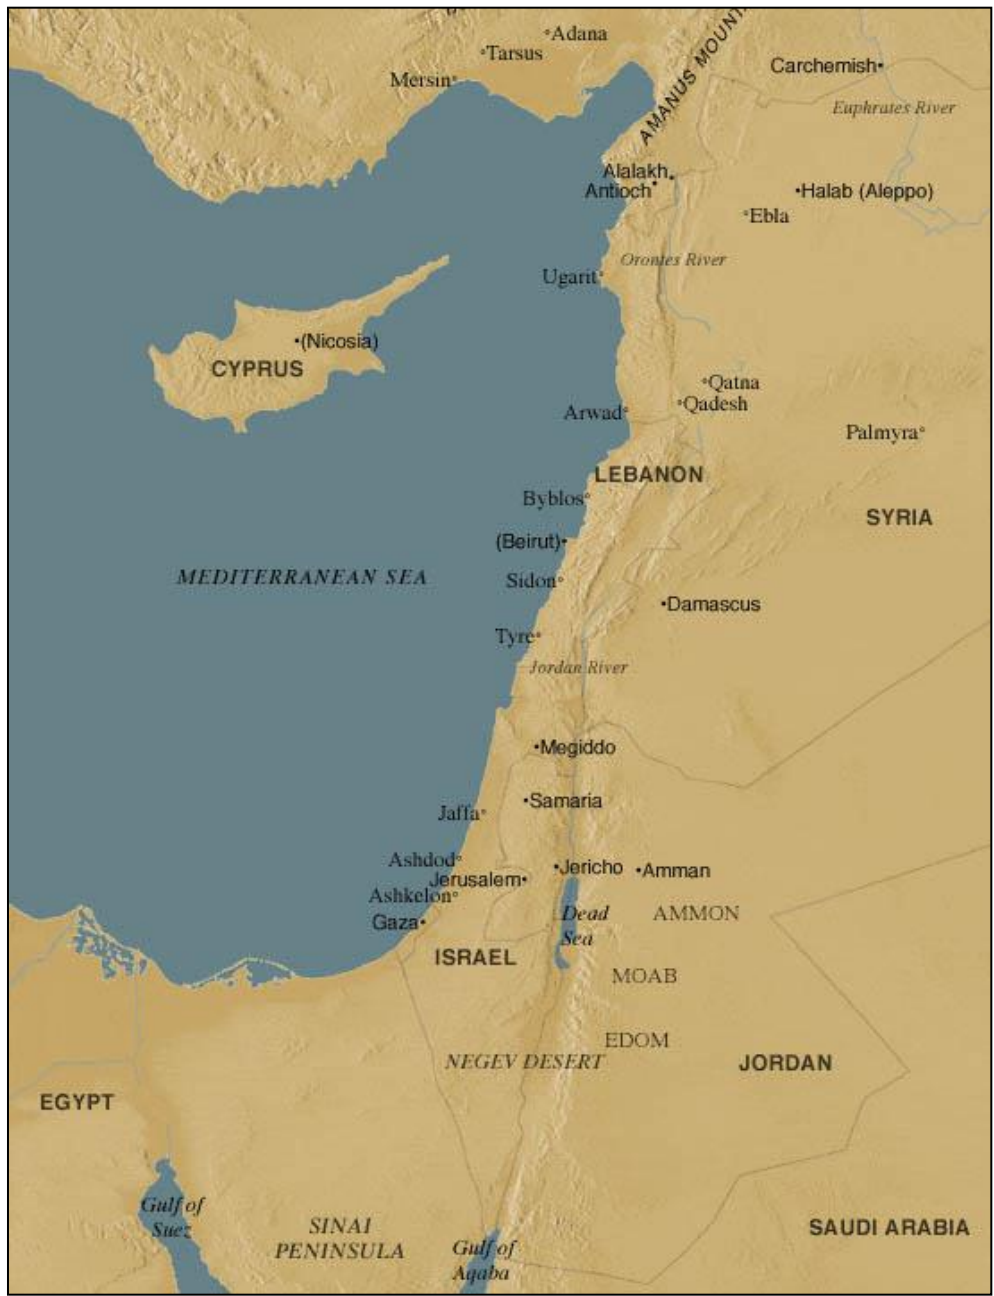 Adana
Tarsus
Mersin
AMANUS MOUNT
Carchemish
Euphrates River
Alalakh
Antioch
Halab (Aleppo)
Ebla
Orontes River
Ugarit
(Nicosia)
CYPRUS
Qatna
Qadesh
Arwad
Palmyra
LEBANON
Byblos
SYRIA
(Beirut)
MEDITERRANEAN SEA
Sidon
Damascus
Tyre
Jordan River
Megiddo
Samaria
Jaffa
Ashdod
Jericho
Amman
Jerusalem
Ashkelon
Gaza
Dead
Sea
AMMON
ISRAEL
MOAB
EDOM
NEGEV DESERT
JORDAN
EGYPT
Gulf of
Suez
SINAI
PENINSULA
Gulf of
Aqaba
SAUDI ARABIA